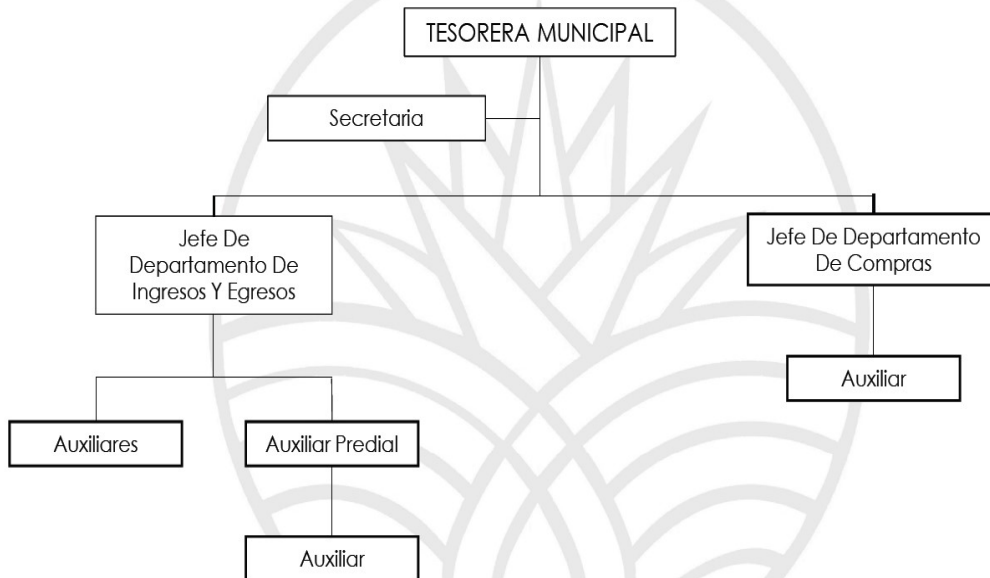 TESORERA MUNICIPAL
Secretaria
Jefe De
Departamento De
Ingresos Y Egresos
Jefe De Departamento
De Compras
Auxiliar
Auxiliares
Auxiliar Predial
Auxiliar